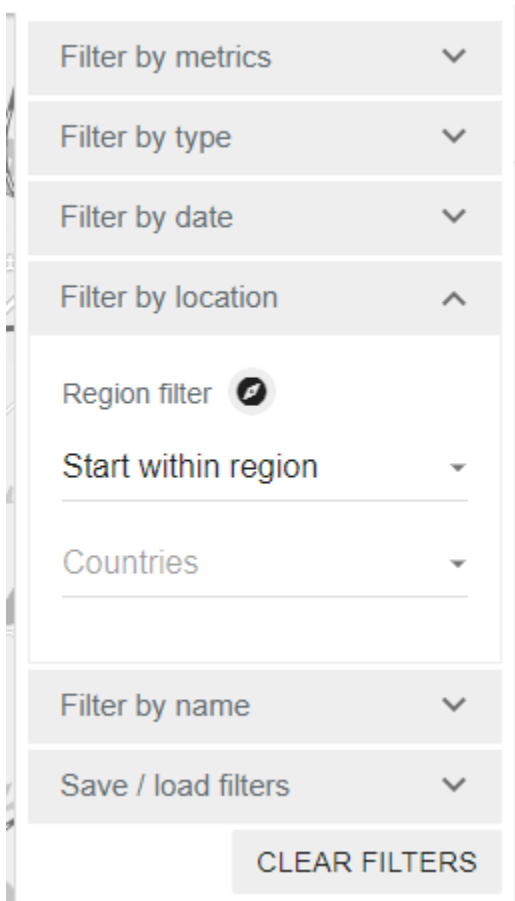 Filter by metrics
Filter by type
Filter by date
Filter by location
Region filter
Start within region
Countries
Filter by name
Save / load filters
CLEAR FILTERS